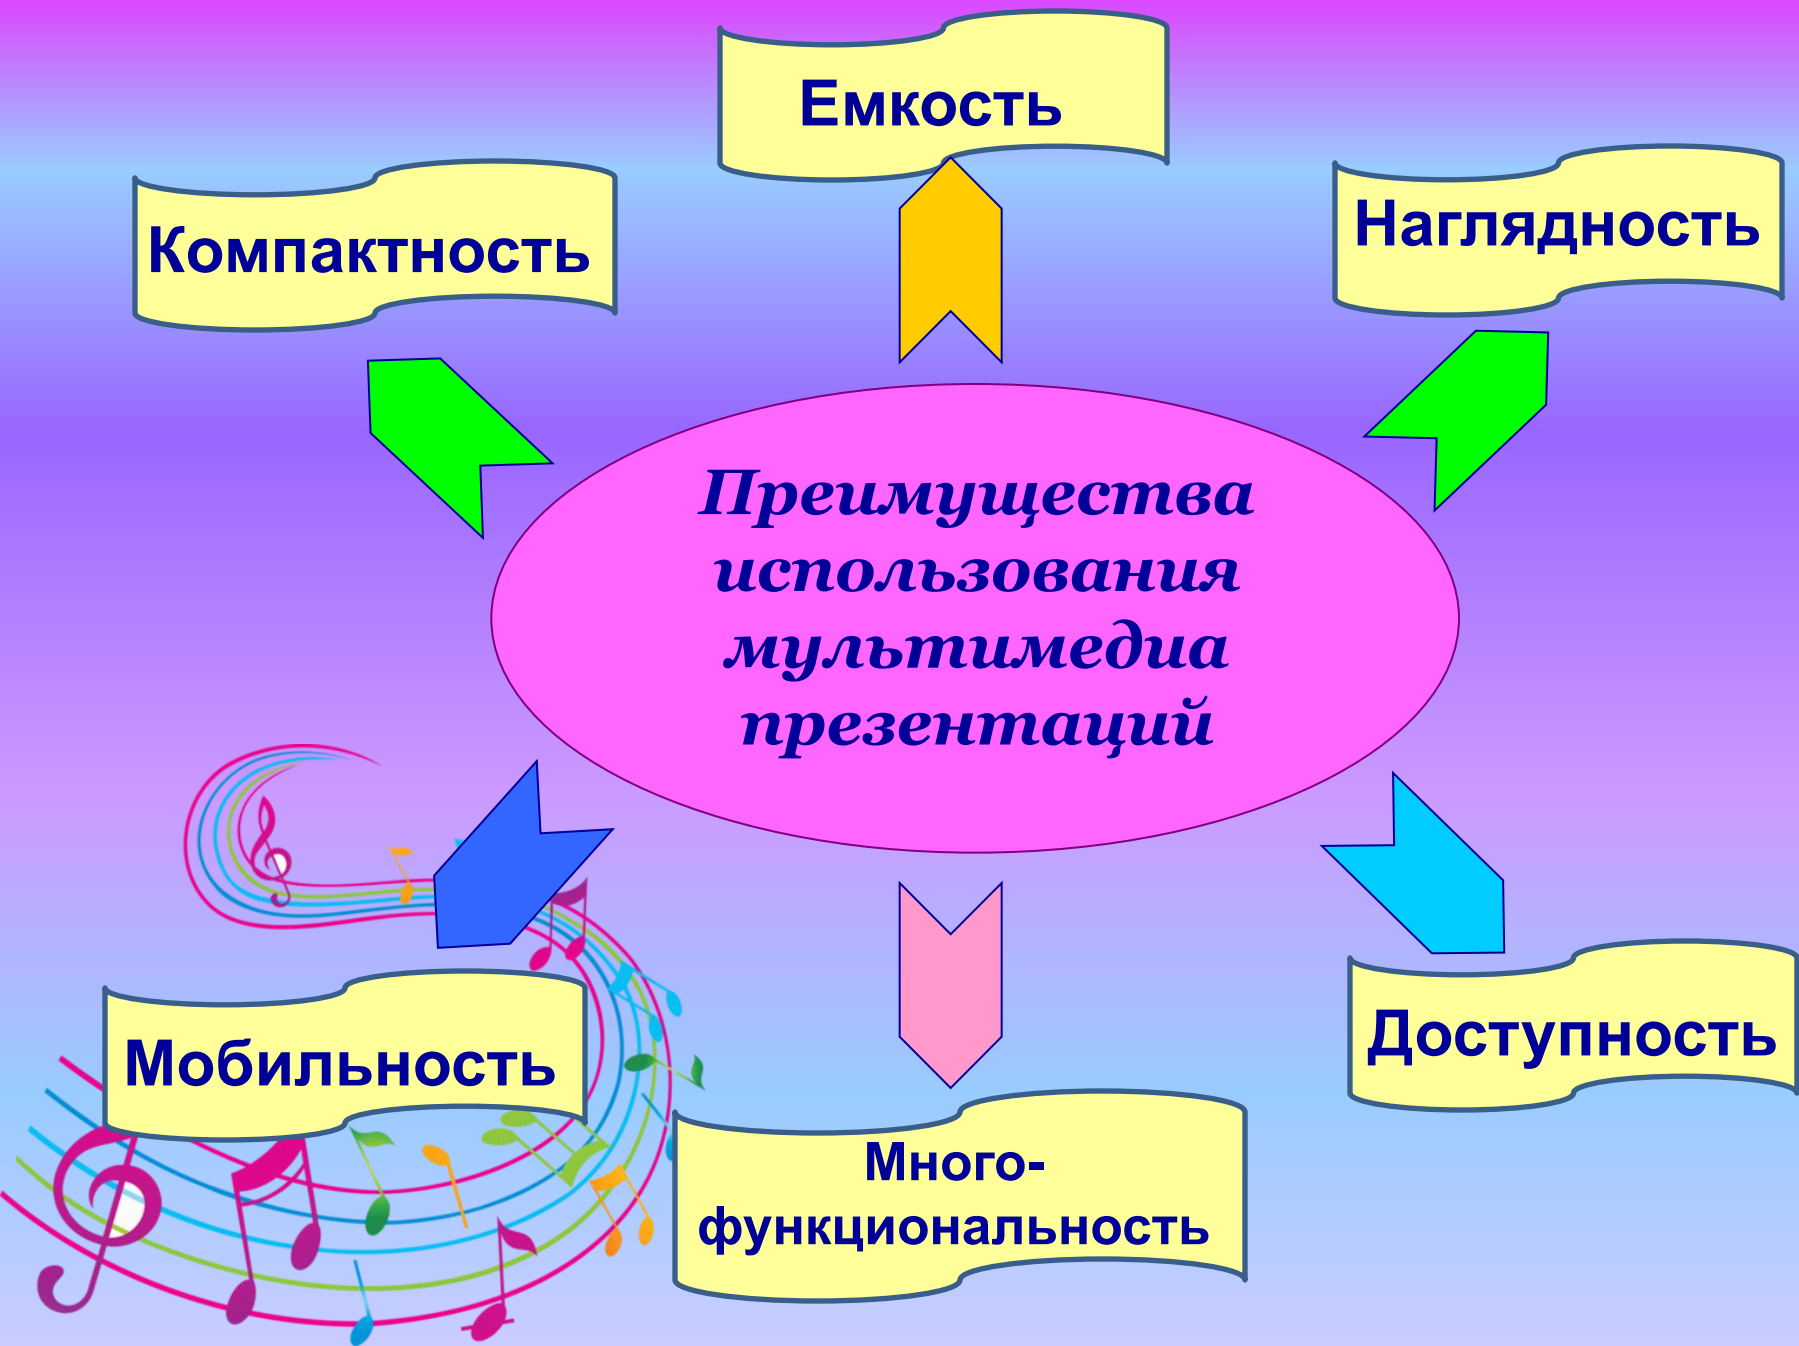 Емкость
Компактность
Наглядность
Преимущества
использования
мультимедиа
презентаций
Мобильность
Доступность
Много-
функциональность